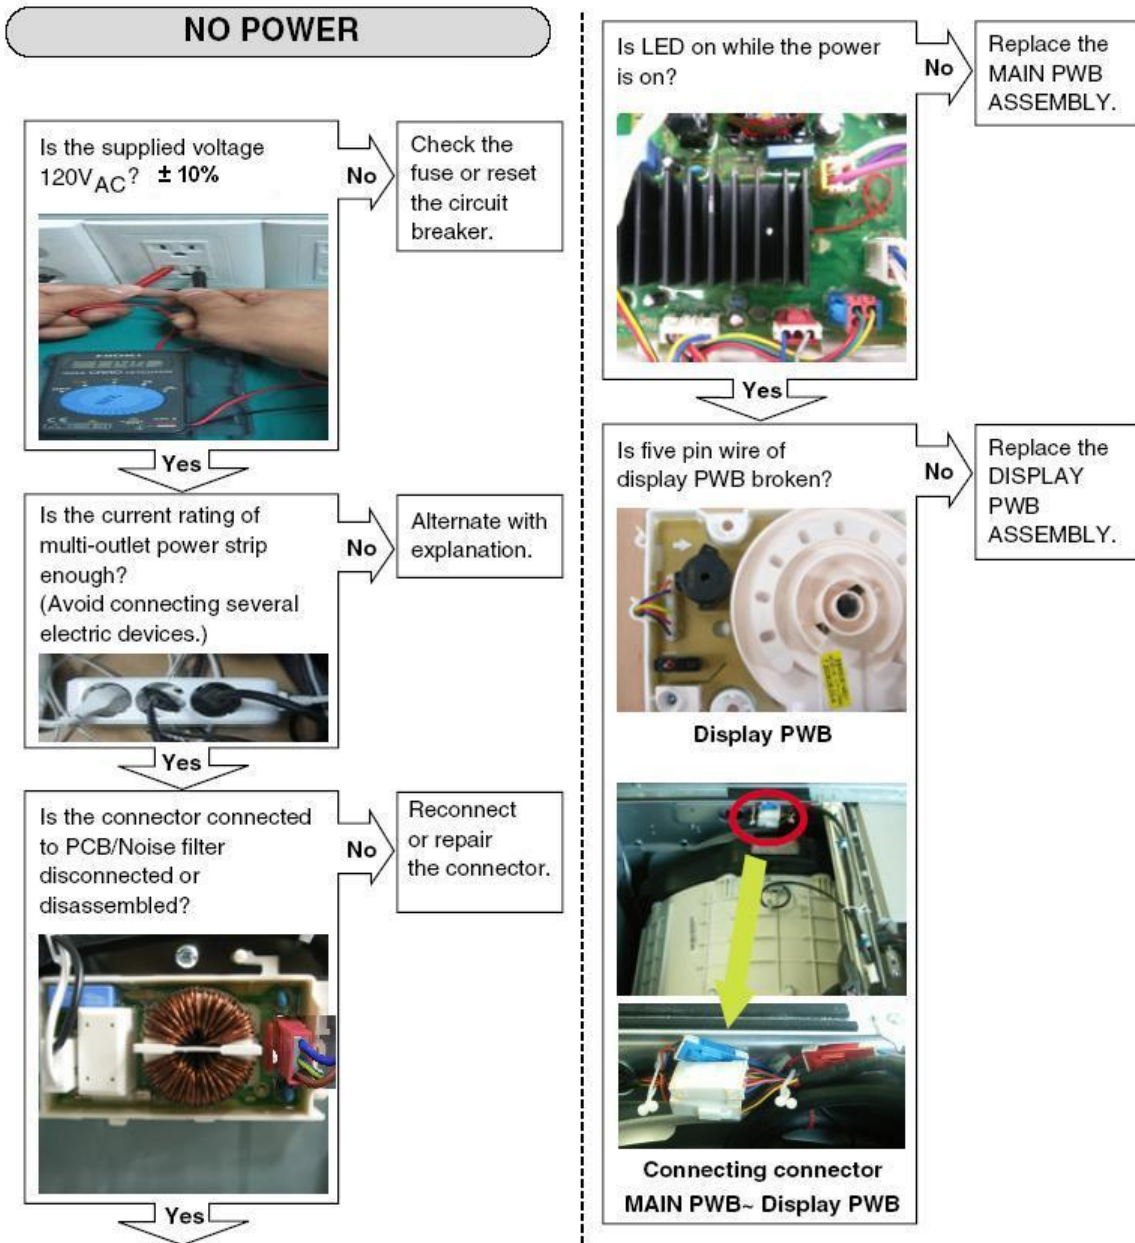 NO POWER
Is the supplied voltage
120VAC? ± 10%
No
Check the
fuse or reset
the circuit
breaker.
HIOKI
Yes
Is the current rating of
multi-outlet power strip
enough?
(Avoid connecting several
electric devices.)
No
Alternate with
explanation.
Yes
Is the connector connected
to PCB/Noise filter
disconnected or
disassembled?
No
Reconnect
or repair
the connector.
Yes
Is LED on while the power
is on?
No
Replace the
MAIN PWB
ASSEMBLY.
Yes
Is five pin wire of
display PWB broken?
No
Replace the
DISPLAY
PWB
ASSEMBLY.
Display PWB
Connecting connector
MAIN PWB~ Display PWB